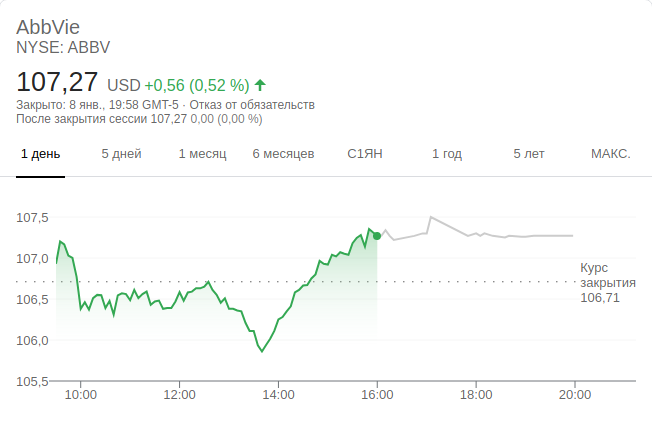 AbbVie
NYSE: ABBV
107,27 USD +0,56 (0,52 %)
Закрыто: 8 янв., 19:58 GMT-5 · Отказ от обязательств
После закрытия сессии 107,27 0,00 (0,00 %)
1 день 5 дней 1 месяц 6 месяцев С1ЯН 1 год 5 лет МАКС.
107,5
107,0
Курс
закрытия
106,71
106,5
106,0
105,5
10:00 12:00 14:00 16:00 18:00 20:00